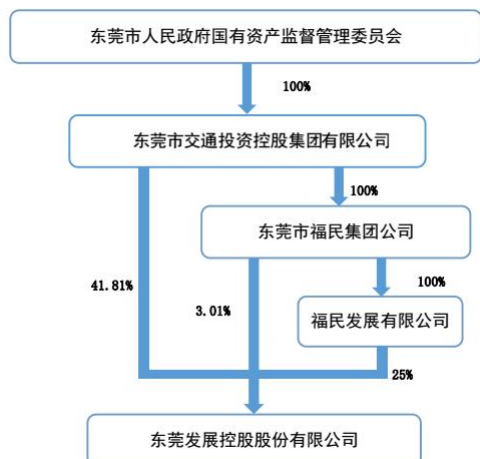 东莞市人民政府国有资产监督管理委员会
100%
东莞市交通投资控股集团有限公司
100%
东莞市福民集团公司
41.81%
3.01%
100%
福民发展有限公司
25%
东莞发展控股股份有限公司